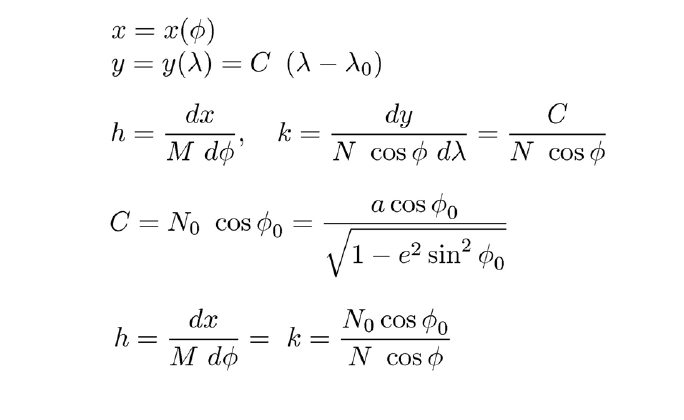 x = x(ϕ)
y = y(λ) = C (λ − λ₀)
h = dx / M dϕ, k = dy / N cos ϕ dλ = C / N cos ϕ
C = N₀ cos ϕ₀ = a cos ϕ₀ / √(1 − e² sin² ϕ₀)
h = dx / M dϕ = k = N₀ cos ϕ₀ / N cos ϕ